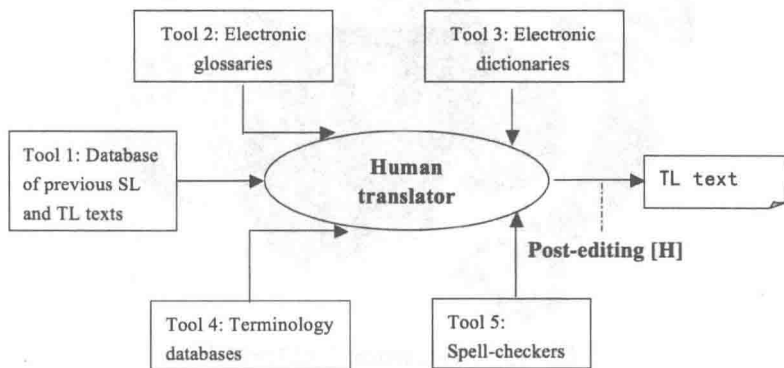 Tool 2: Electronic
glossaries
Tool 3: Electronic
dictionaries
Tool 1: Database
of previous SL
and TL texts
Human
translator
TL text
Post-editing [H]
Tool 4: Terminology
databases
Tool 5:
Spell-checkers